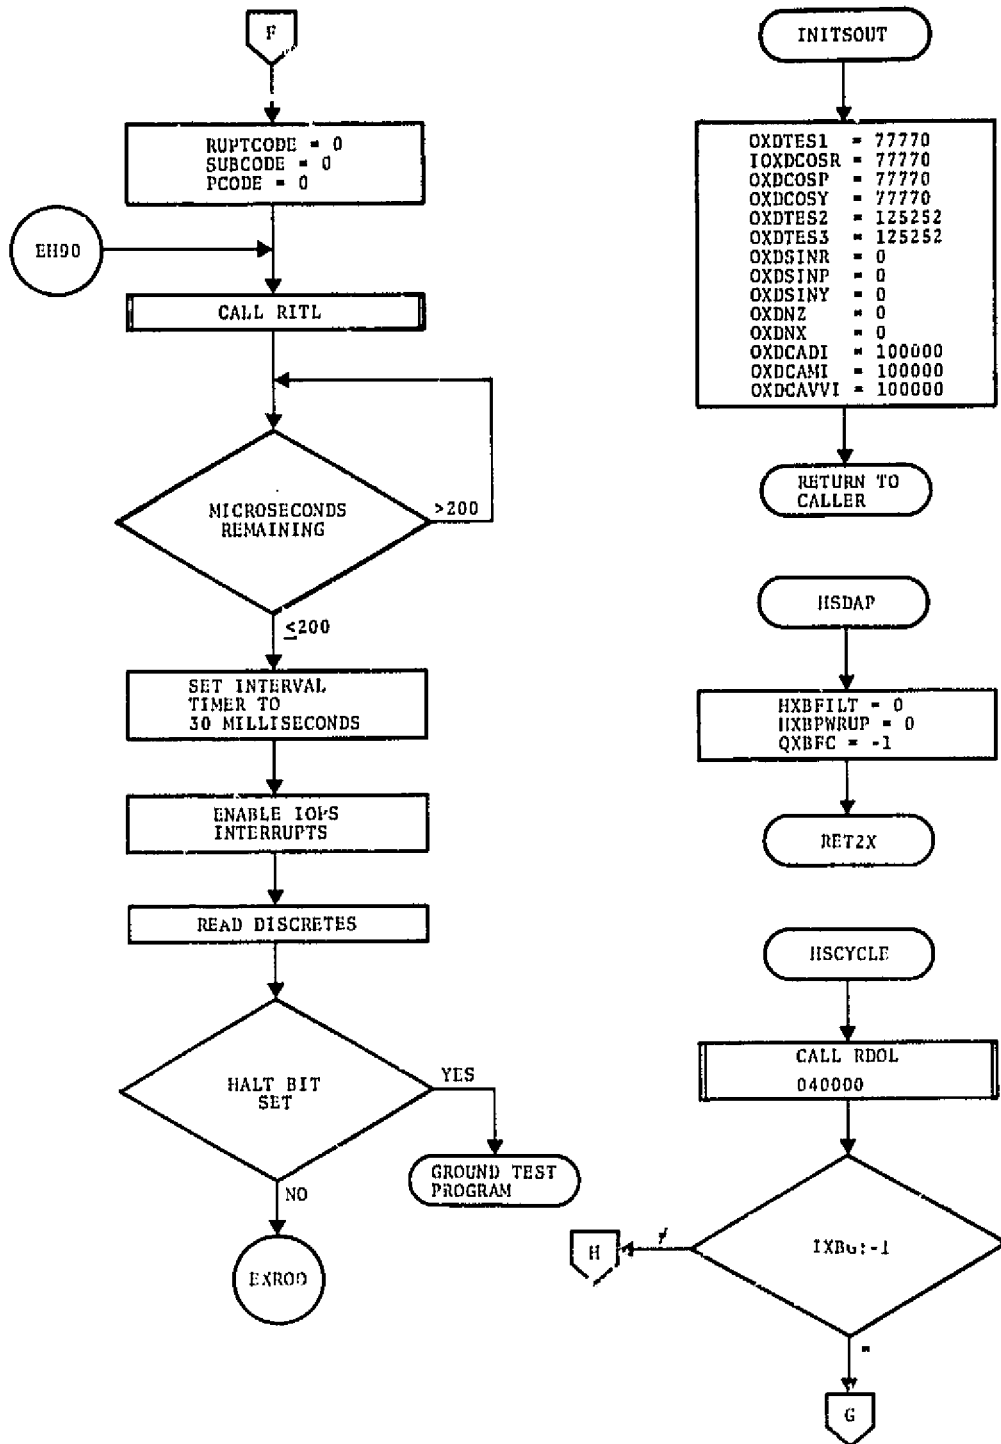 F
RUPTCODE = 0
SUBCODE = 0
PCODE = 0
EH90
CALL RITL
MICROSECONDS
REMAINING
>200
≤200
SET INTERVAL
TIMER TO
30 MILLISECONDS
ENABLE IOPS
INTERRUPTS
READ DISCRETES
HALT BIT
SET
YES
GROUND TEST
PROGRAM
NO
EXROD
INITSOUT
OXDTES1 = 77770
IOXDCOSR = 77770
OXDCOSP = 77770
OXDCOSY = 77770
OXDTES2 = 125252
OXDTES3 = 125252
OXDSINR = 0
OXDSINP = 0
OXDSINY = 0
OXDNZ = 0
OXDNX = 0
OXDCADI = 100000
OXDCAMI = 100000
OXDCAVVI = 100000
RETURN TO
CALLER
HSDAP
HXBFILT = 0
HXBPWRUP = 0
QXBFC = -1
RET2X
HSCYCLE
CALL RDOL
040000
IXBG:-1
≠
H
=
G